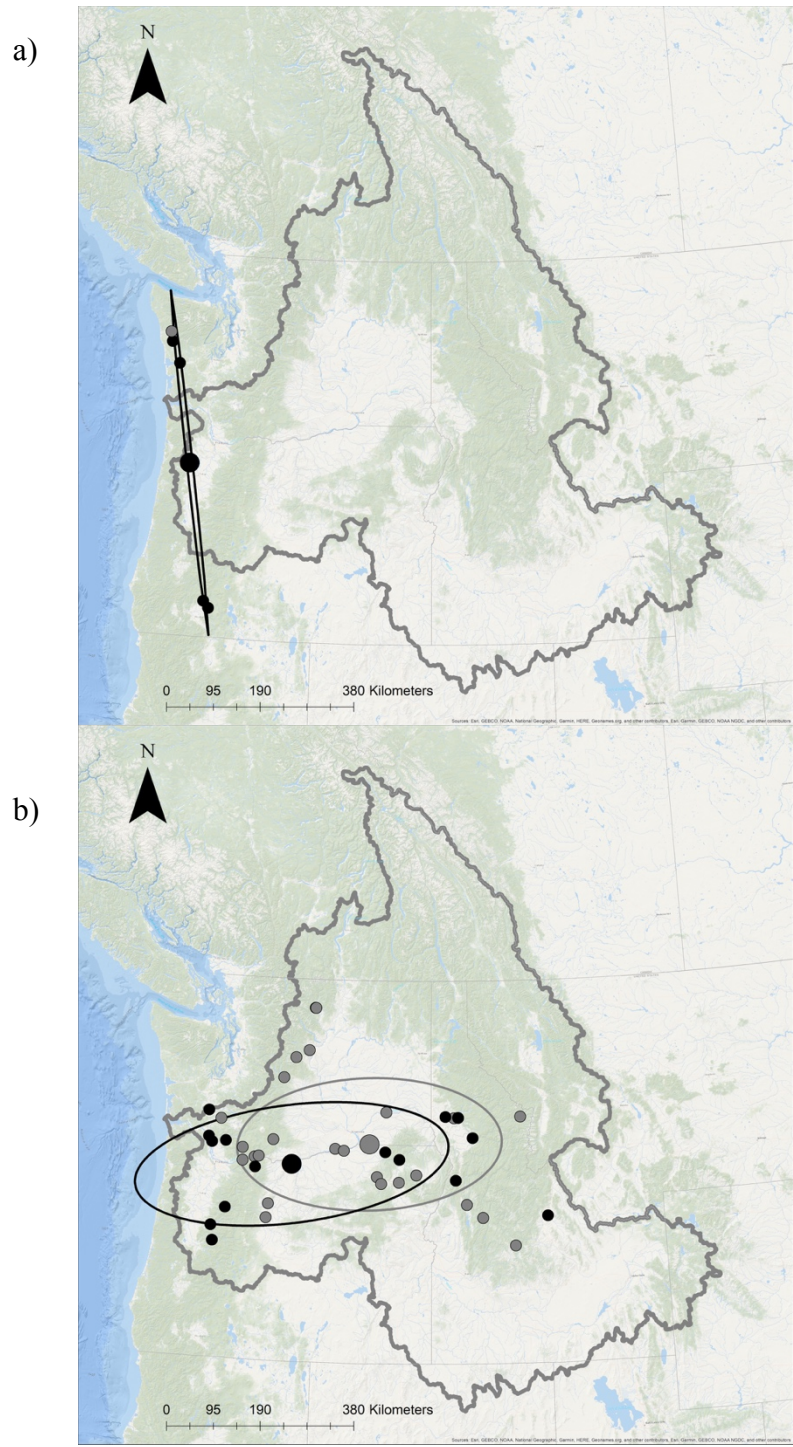 a)
N
0 95 190 380 Kilometers
Sources: Esri, GEBCO, NOAA, National Geographic, Garmin, HERE, Geonames.org, and other contributors, Esri, Garmin, GEBCO, NOAA NGDC, and other contributors
b)
N
0 95 190 380 Kilometers
Sources: Esri, GEBCO, NOAA, National Geographic, Garmin, HERE, Geonames.org, and other contributors, Esri, Garmin, GEBCO, NOAA NGDC, and other contributors